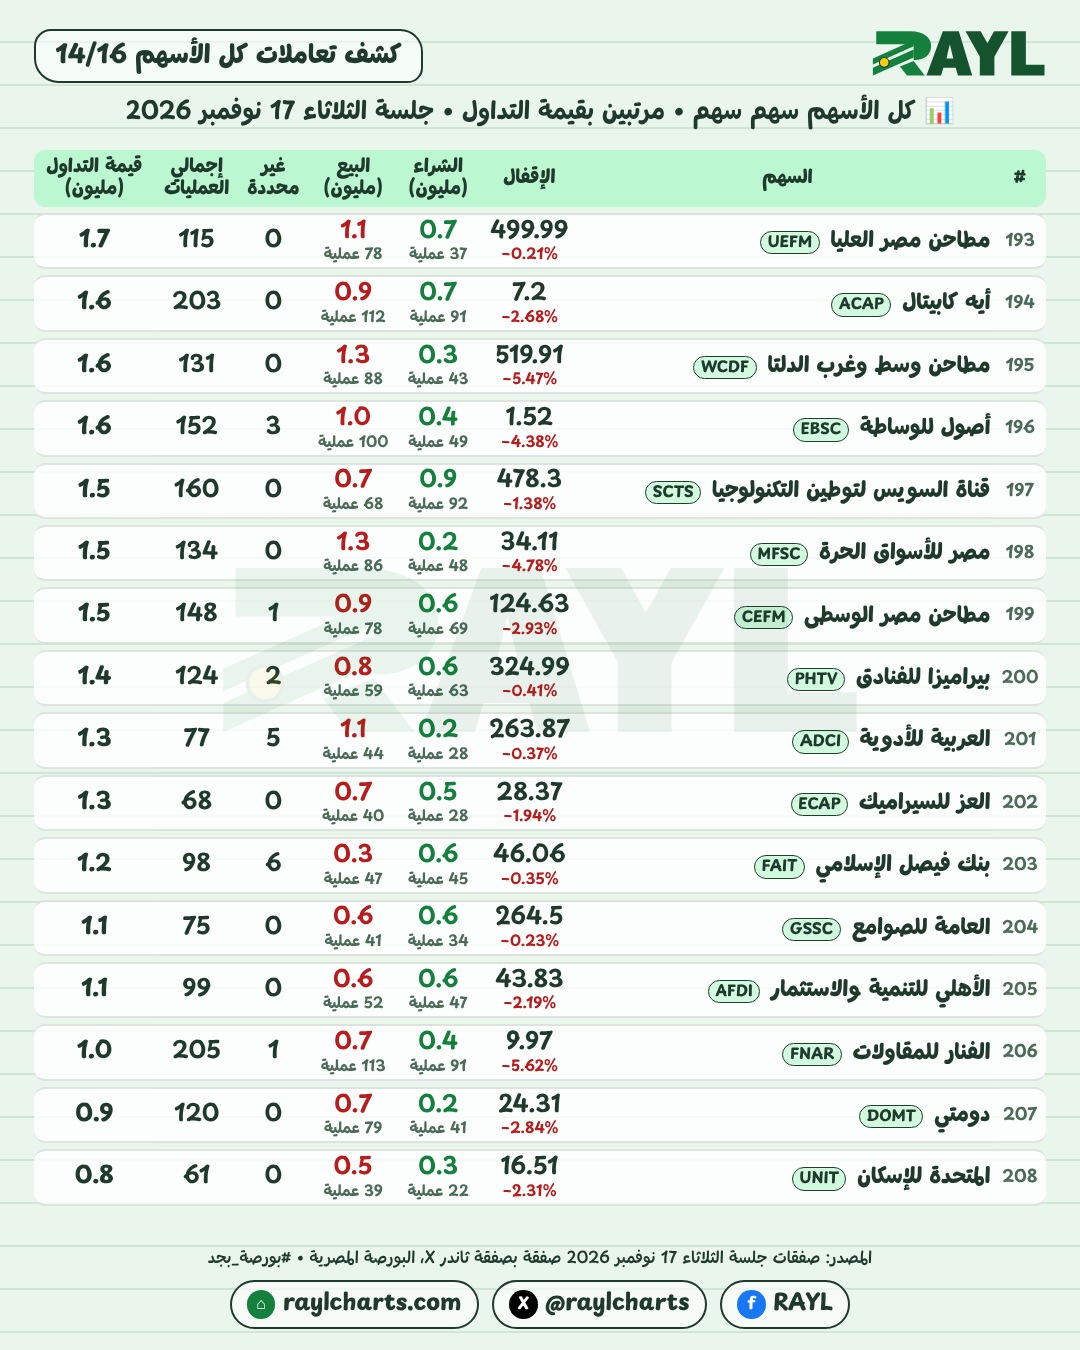 RAYL
كشف تعاملات كل الأسهم 14/16
📊 كل الأسهم سهم سهم • مرتبين بقيمة التداول • جلسة الثلاثاء 17 نوفمبر 2026
# السهم الإقفال الشراء (مليون) البيع (مليون) غير محددة إجمالي العمليات قيمة التداول (مليون)
193 مطاحن مصر العليا UEFM 499.99 0.7 1.1 0 115 1.7
-0.21% 37 عملية 78 عملية
194 أيه كابيتال ACAP 7.2 0.7 0.9 0 203 1.6
-2.68% 91 عملية 112 عملية
195 مطاحن وسط وغرب الدلتا WCDF 519.91 0.3 1.3 0 131 1.6
-5.47% 43 عملية 88 عملية
196 أصول للوساطة EBSC 1.52 0.4 1.0 3 152 1.6
-4.38% 49 عملية 100 عملية
197 قناة السويس لتوطين التكنولوجيا SCTS 478.3 0.9 0.7 0 160 1.5
-1.38% 92 عملية 68 عملية
198 مصر للأسواق الحرة MFSC 34.11 0.2 1.3 0 134 1.5
-4.78% 48 عملية 86 عملية
199 مطاحن مصر الوسطى CEFM 124.63 0.6 0.9 1 148 1.5
-2.93% 69 عملية 78 عملية
200 بيراميزا للفنادق PHTV 324.99 0.6 0.8 2 124 1.4
-0.41% 63 عملية 59 عملية
201 العربية للأدوية ADCI 263.87 0.2 1.1 5 77 1.3
-0.37% 28 عملية 44 عملية
202 العز للسيراميك ECAP 28.37 0.5 0.7 0 68 1.3
-1.94% 28 عملية 40 عملية
203 بنك فيصل الإسلامي FAIT 46.06 0.6 0.3 6 98 1.2
-0.35% 45 عملية 47 عملية
204 العامة للصوامع GSSC 264.5 0.6 0.6 0 75 1.1
-0.23% 34 عملية 41 عملية
205 الأهلي للتنمية والاستثمار AFDI 43.83 0.6 0.6 0 99 1.1
-2.19% 47 عملية 52 عملية
206 الفنار للمقاولات FNAR 9.97 0.4 0.7 1 205 1.0
-5.62% 91 عملية 113 عملية
207 دومتي DOMT 24.31 0.2 0.7 0 120 0.9
-2.84% 41 عملية 79 عملية
208 المتحدة للإسكان UNIT 16.51 0.3 0.5 0 61 0.8
-2.31% 22 عملية 39 عملية
المصدر: صفقات جلسة الثلاثاء 17 نوفمبر 2026 صفقة بصفقة ثاندر X، البورصة المصرية • #بورصة_بجد
raylcharts.com @raylcharts RAYL